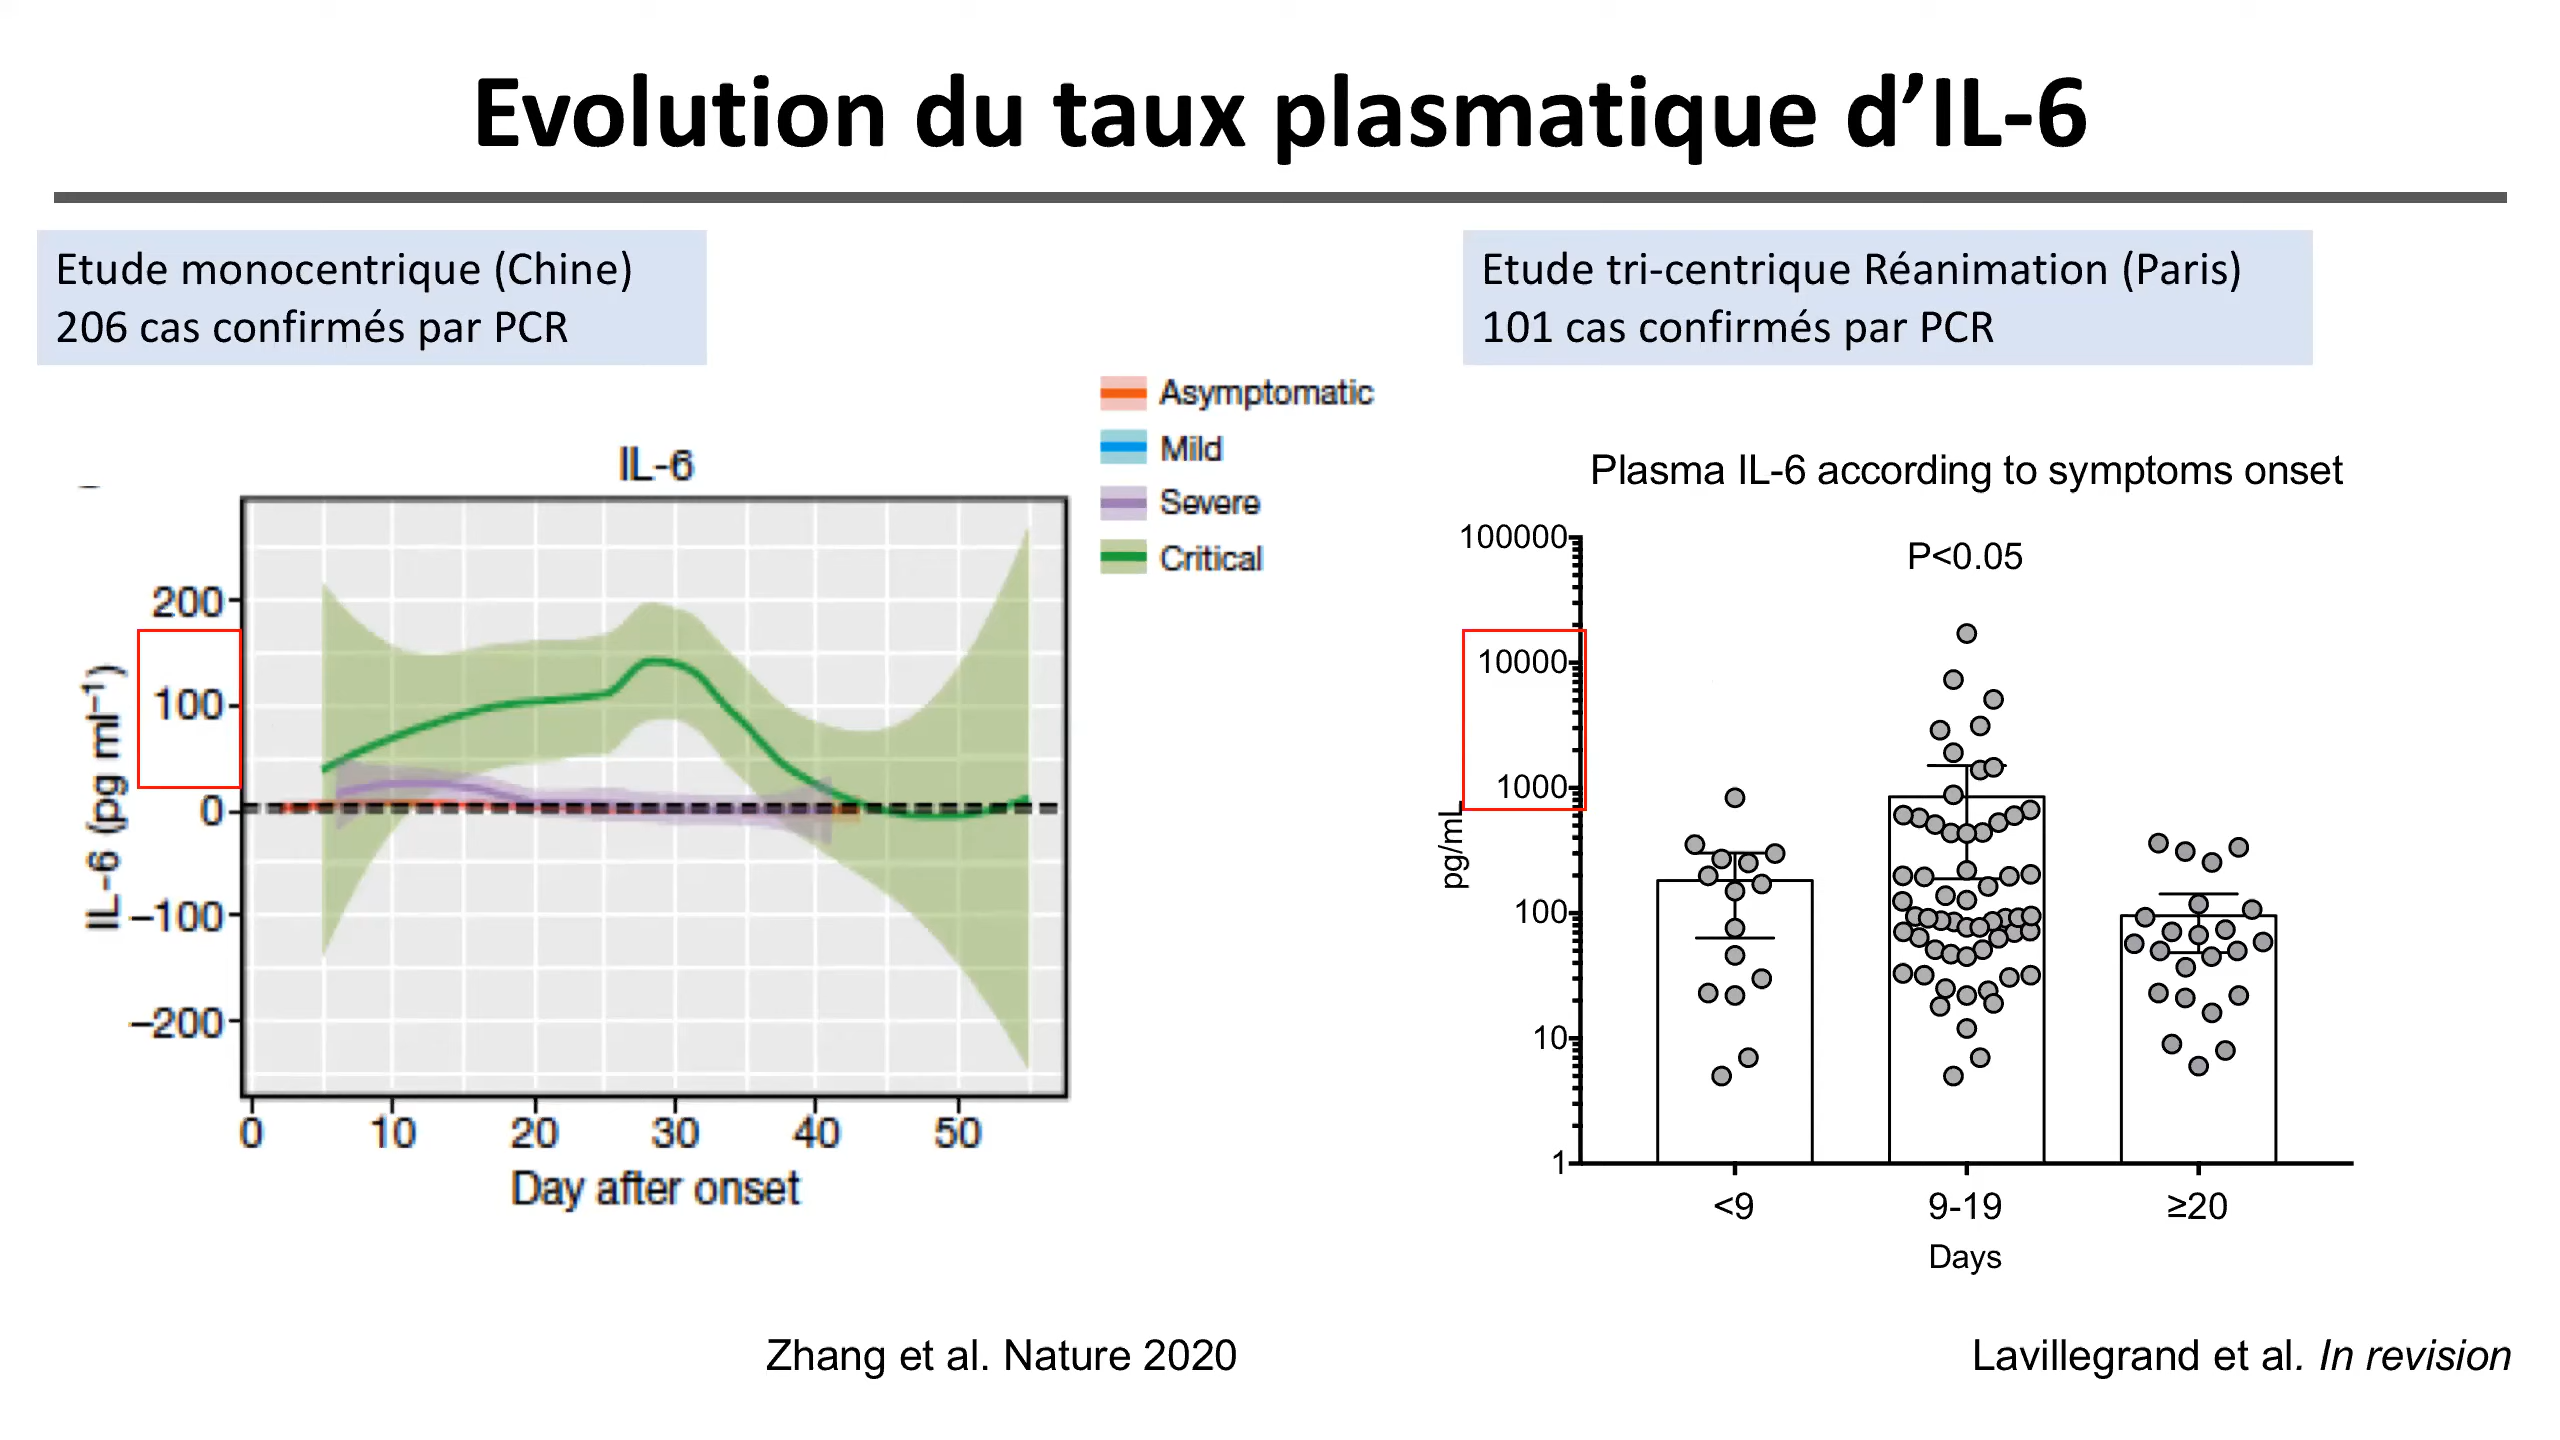 Evolution du taux plasmatique d’IL-6
Etude monocentrique (Chine)
206 cas confirmés par PCR
Etude tri-centrique Réanimation (Paris)
101 cas confirmés par PCR
Asymptomatic
Mild
Severe
Critical
IL-6
200
100
0
−100
−200
IL-6 (pg ml⁻¹)
0 10 20 30 40 50
Day after onset
Plasma IL-6 according to symptoms onset
P<0.05
100000
10000
1000
100
10
1
pg/mL
<9 9-19 ≥20
Days
Zhang et al. Nature 2020
Lavillegrand et al. In revision